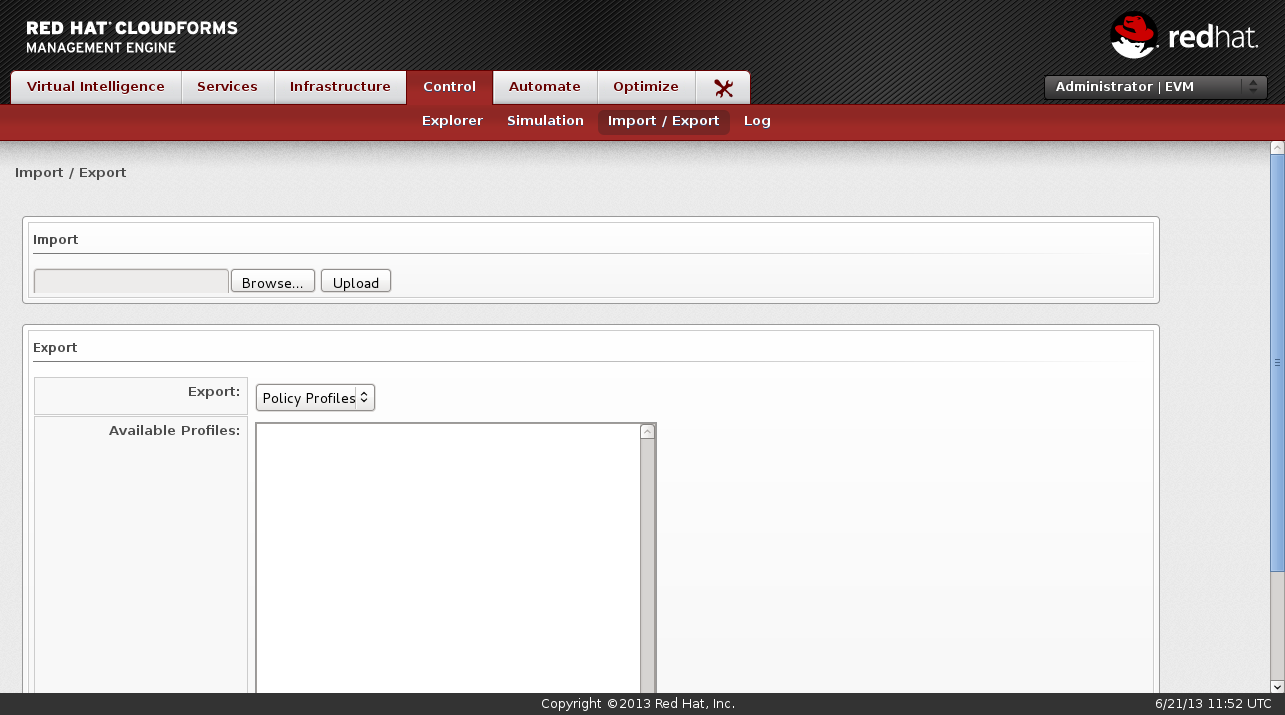 RED HAT CLOUDFORMS
MANAGEMENT ENGINE
redhat.
Virtual Intelligence Services Infrastructure Control Automate Optimize
Administrator | EVM
Explorer Simulation Import / Export Log
Import / Export
Import
Browse... Upload
Export
Export: Policy Profiles
Available Profiles:
Copyright ©2013 Red Hat, Inc. 6/21/13 11:52 UTC